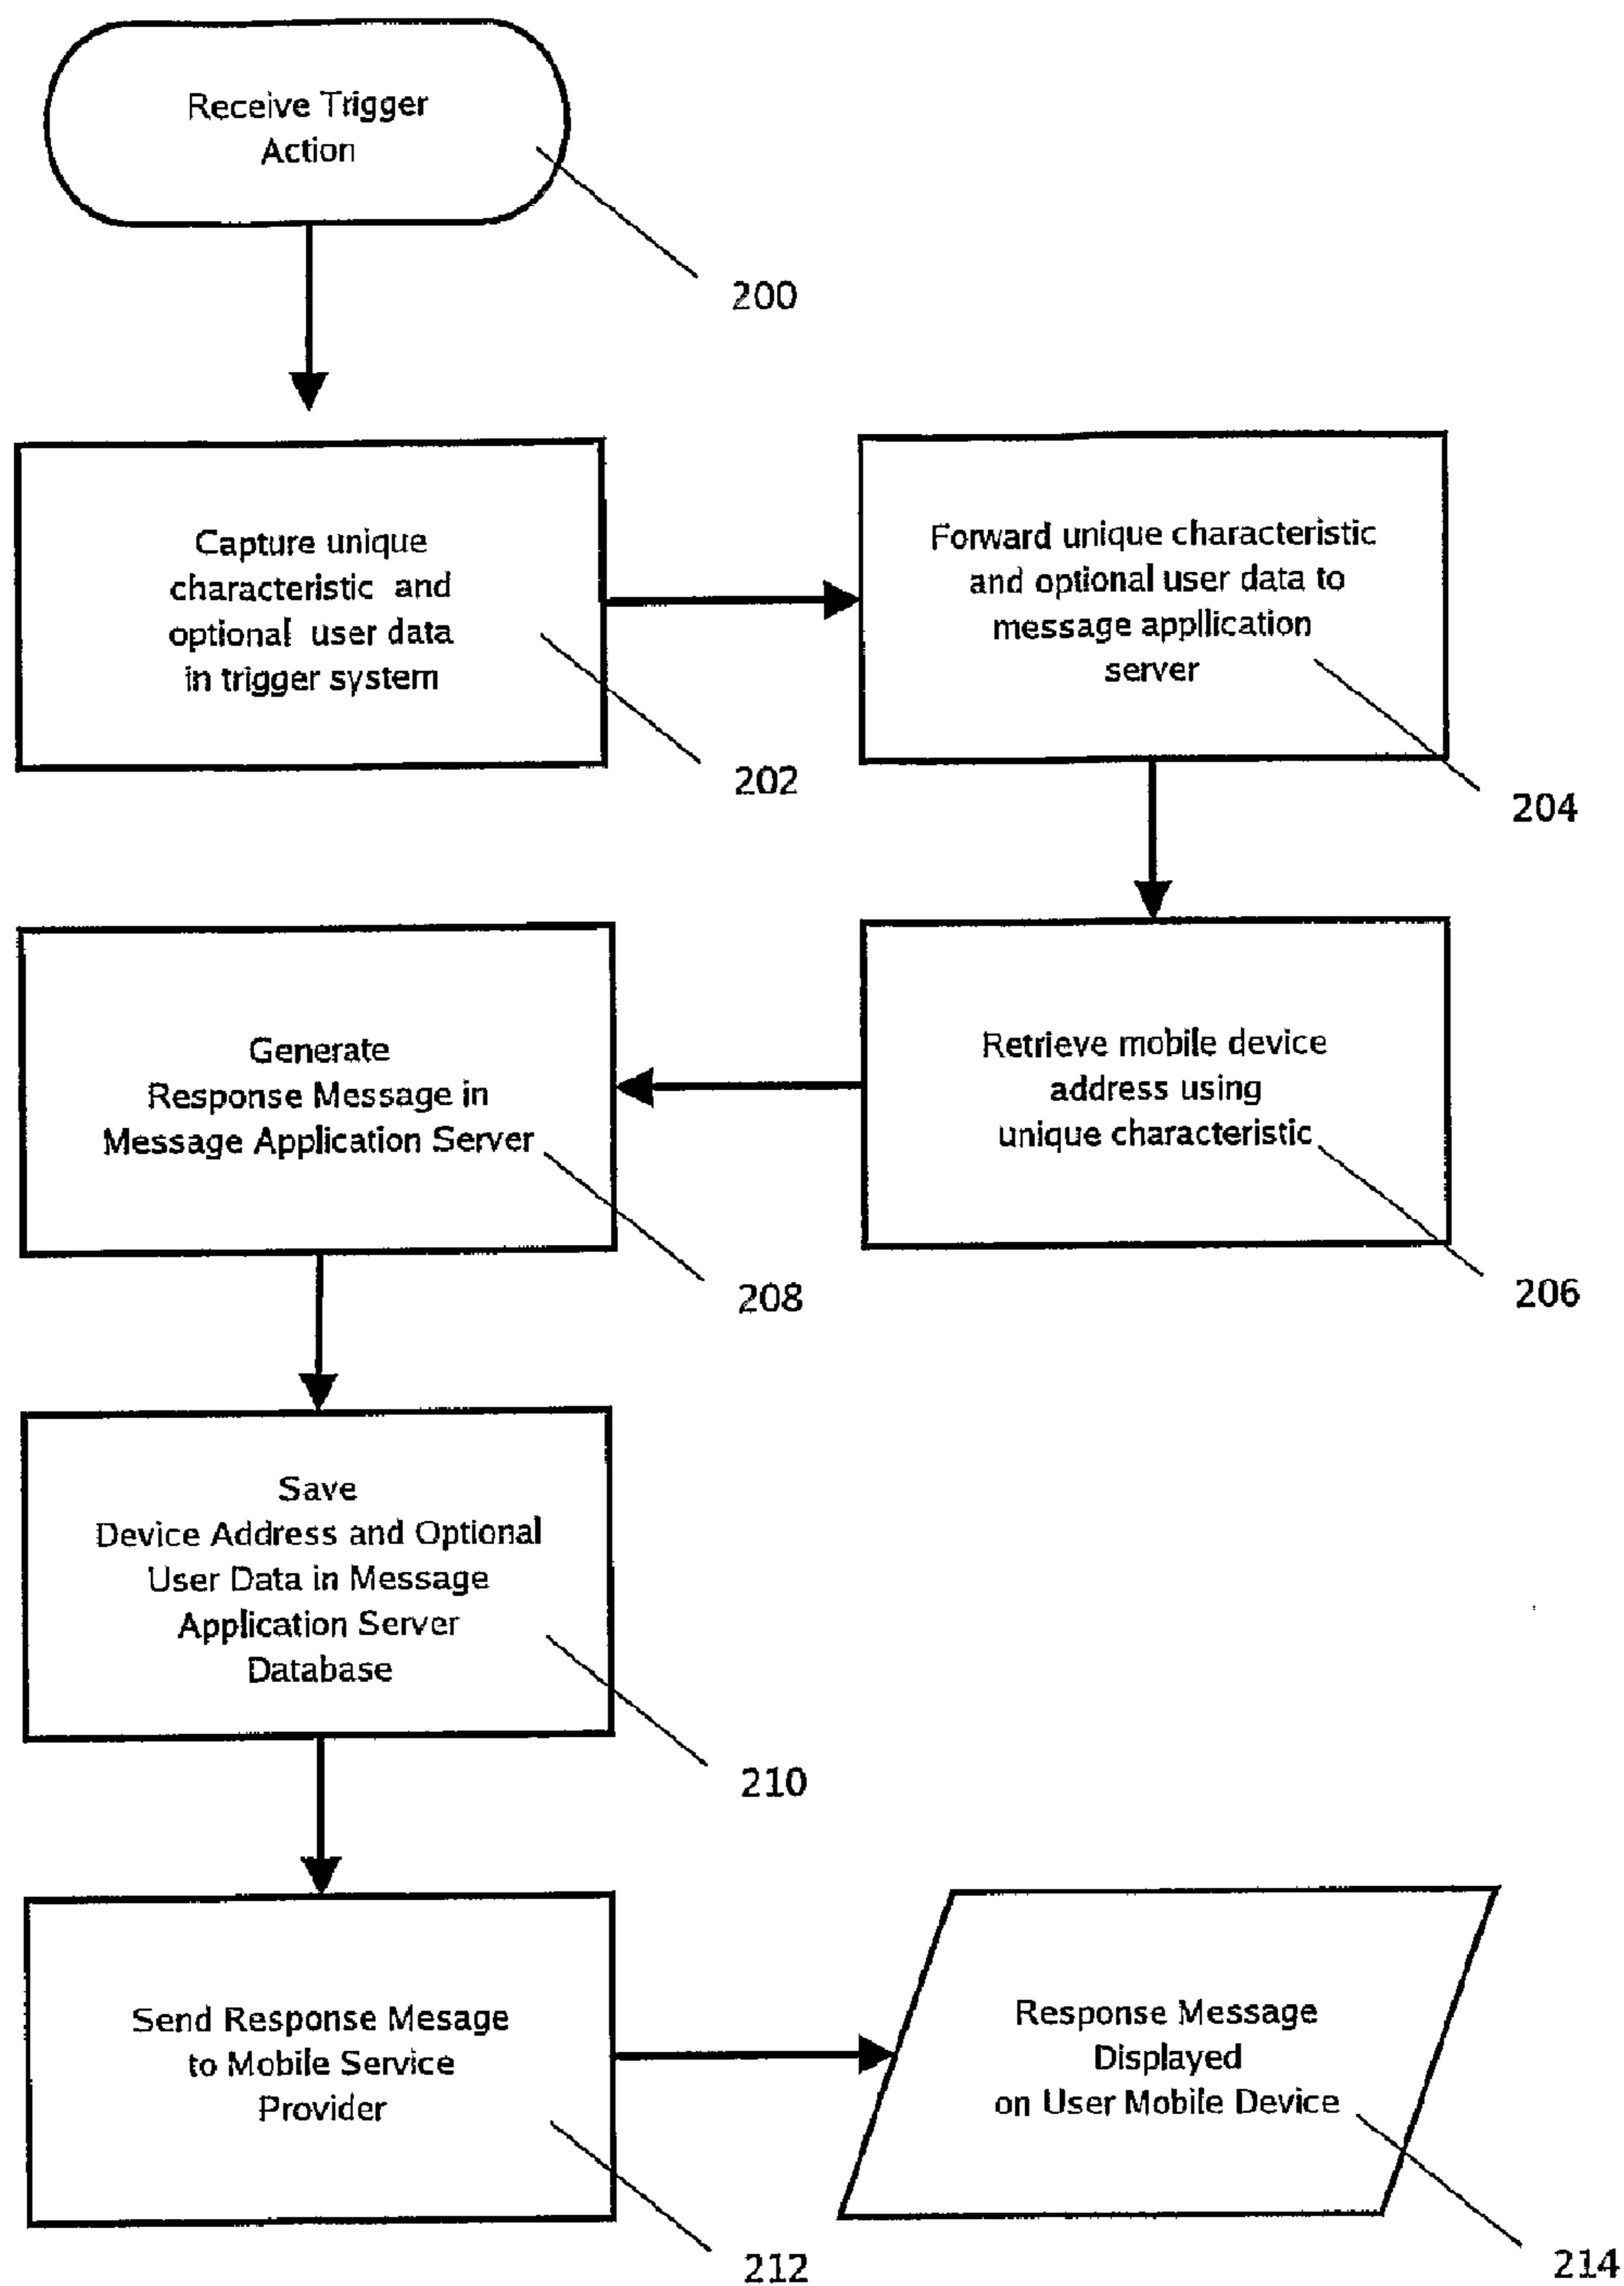 Receive Trigger
Action
200
Capture unique
characteristic and
optional user data
in trigger system
202
Forward unique characteristic
and optional user data to
message appllication
server
204
Retrieve mobile device
address using
unique characteristic
206
Generate
Response Message in
Message Application Server
208
Save
Device Address and Optional
User Data in Message
Application Server
Database
210
Send Response Mesage
to Mobile Service
Provider
212
Response Message
Displayed
on User Mobile Device
214